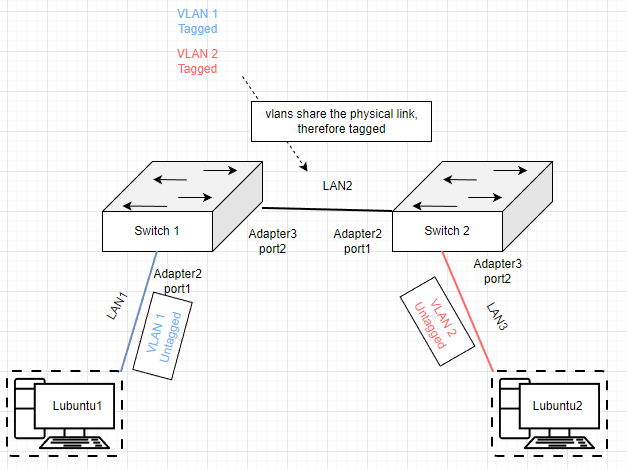 VLAN 1
Tagged
VLAN 2
Tagged
vlans share the physical link,
therefore tagged
LAN2
Switch 1
Switch 2
Adapter3
port2
Adapter2
port1
Adapter2
port1
Adapter3
port2
LAN1
VLAN 1
Untagged
VLAN 2
Untagged
LAN3
Lubuntu1
Lubuntu2